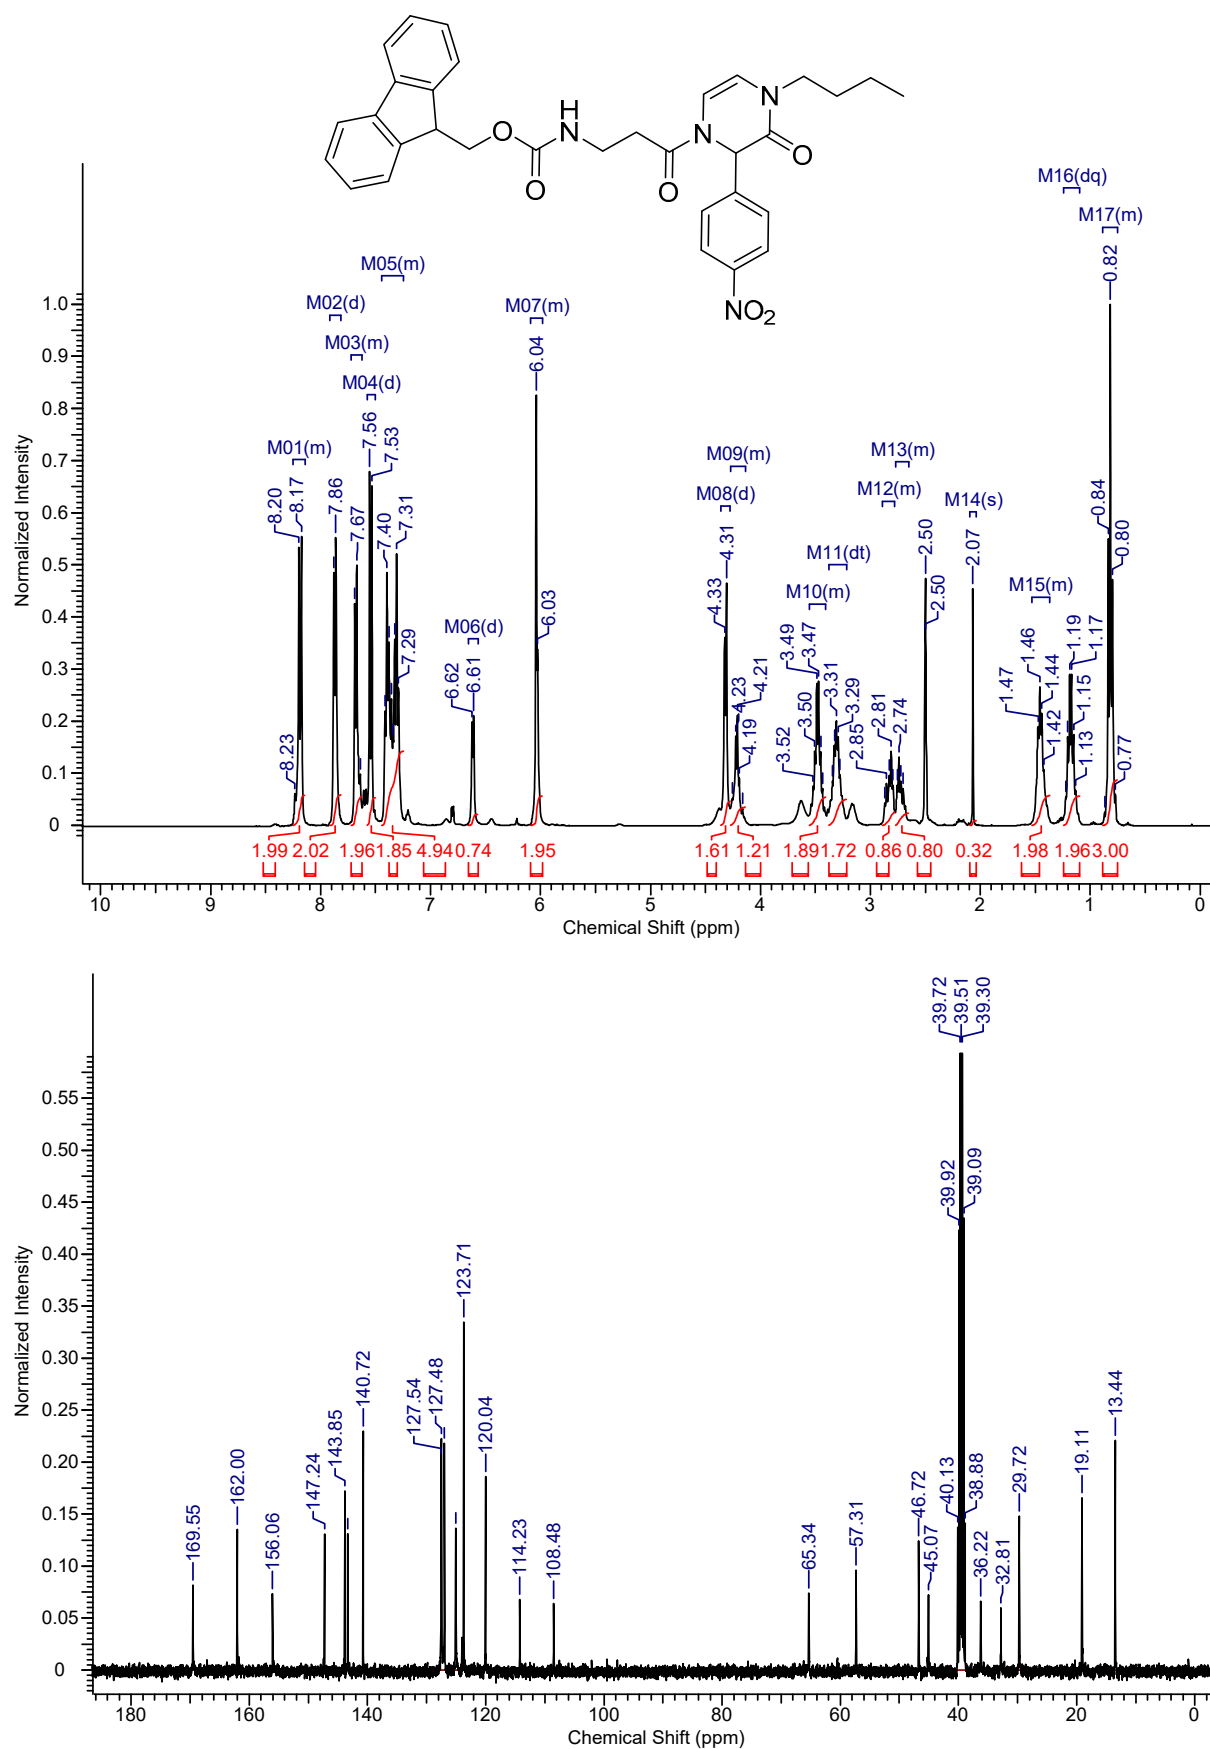 H
N
O
N
N
O
O
O
NO2
M16(dq)
M17(m)
0.82
M05(m)
M02(d)
M07(m)
M03(m)
6.04
M04(d)
7.56
7.53
M01(m)
M09(m)
M13(m)
8.20
8.17
7.86
7.67
7.40
7.31
M08(d)
M12(m)
M14(s)
0.84
0.80
4.33
4.31
M11(dt)
2.50
2.50
2.07
M10(m)
M15(m)
M06(d)
7.29
6.62
6.61
6.03
4.23
4.21
4.19
3.52
3.50
3.49
3.47
3.31
3.29
2.85
2.81
2.74
1.47
1.46
1.44
1.42
1.19
1.17
1.15
1.13
0.77
8.23
1.0
0.9
0.8
0.7
0.6
0.5
0.4
0.3
0.2
0.1
0
Normalized Intensity
1.99 2.02 1.96 1.85 4.94 0.74 1.95 1.61 1.21 1.89 1.72 0.86 0.80 0.32 1.98 1.96 3.00
10 9 8 7 6 5 4 3 2 1 0
Chemical Shift (ppm)
39.72
39.51
39.30
39.92
39.09
123.71
127.54
127.48
140.72
143.85
147.24
120.04
162.00
169.55
156.06
114.23
108.48
65.34
57.31
46.72
45.07
40.13
38.88
36.22
32.81
29.72
19.11
13.44
0.55
0.50
0.45
0.40
0.35
0.30
0.25
0.20
0.15
0.10
0.05
0
Normalized Intensity
180 160 140 120 100 80 60 40 20 0
Chemical Shift (ppm)